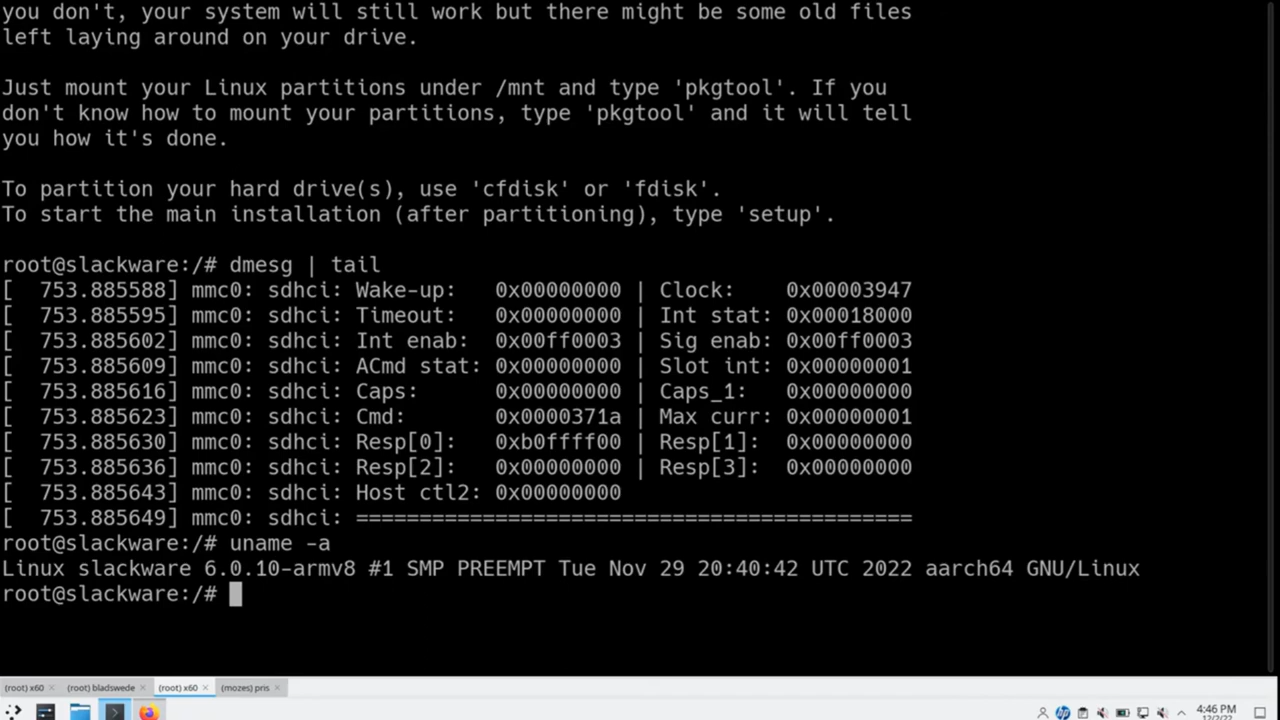 you don't, your system will still work but there might be some old files
left laying around on your drive.
Just mount your Linux partitions under /mnt and type 'pkgtool'. If you
don't know how to mount your partitions, type 'pkgtool' and it will tell
you how it's done.
To partition your hard drive(s), use 'cfdisk' or 'fdisk'.
To start the main installation (after partitioning), type 'setup'.
root@slackware:/# dmesg | tail
[  753.885588] mmc0: sdhci: Wake-up:   0x00000000 | Clock:    0x00003947
[  753.885595] mmc0: sdhci: Timeout:   0x00000000 | Int stat: 0x00018000
[  753.885602] mmc0: sdhci: Int enab:  0x00ff0003 | Sig enab: 0x00ff0003
[  753.885609] mmc0: sdhci: ACmd stat: 0x00000000 | Slot int: 0x00000001
[  753.885616] mmc0: sdhci: Caps:      0x00000000 | Caps_1:   0x00000000
[  753.885623] mmc0: sdhci: Cmd:       0x0000371a | Max curr: 0x00000001
[  753.885630] mmc0: sdhci: Resp[0]:   0xb0ffff00 | Resp[1]:  0x00000000
[  753.885636] mmc0: sdhci: Resp[2]:   0x00000000 | Resp[3]:  0x00000000
[  753.885643] mmc0: sdhci: Host ctl2: 0x00000000
[  753.885649] mmc0: sdhci: ============================================
root@slackware:/# uname -a
Linux slackware 6.0.10-armv8 #1 SMP PREEMPT Tue Nov 29 20:40:42 UTC 2022 aarch64 GNU/Linux
root@slackware:/#
(root) x60 (root) bladswede (root) x60 (mozes) pris
4:46 PM
12/2/22